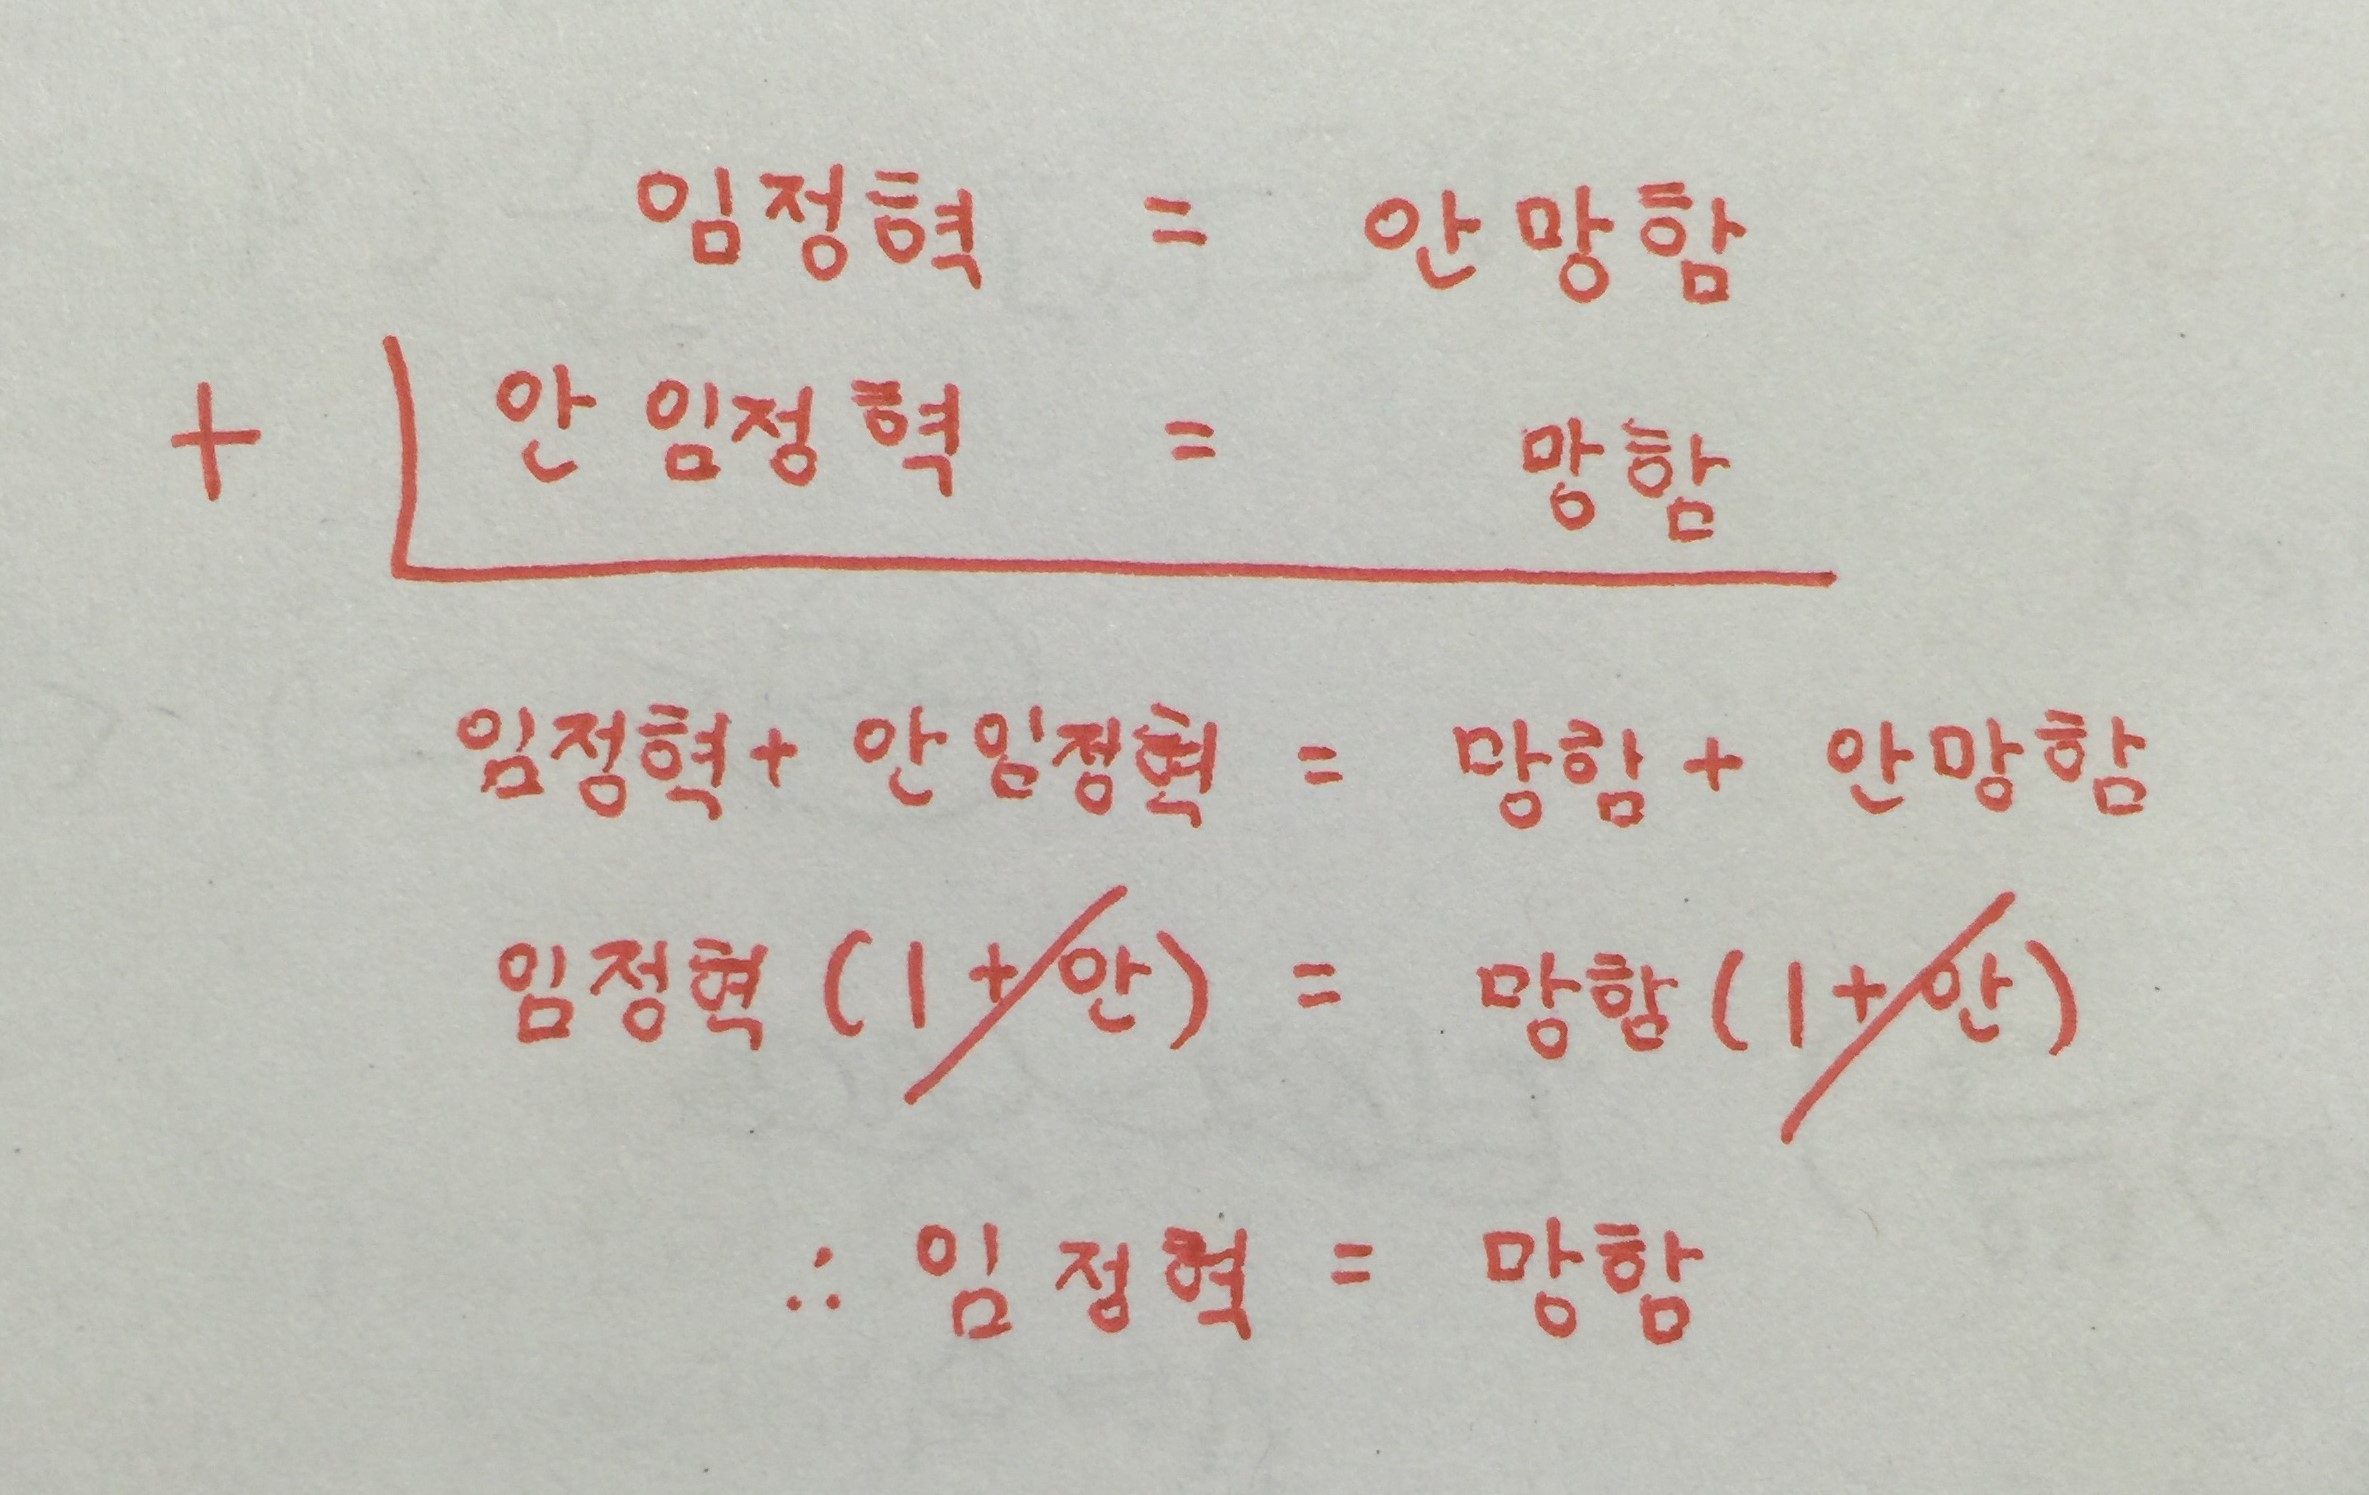 임정혁 = 안 망함
+ 안 임정혁 = 망함
임정혁 + 안 임정혁 = 망함 + 안 망함
임정혁 (1 + 안) = 망함 (1 + 안)
∴ 임정혁 = 망함